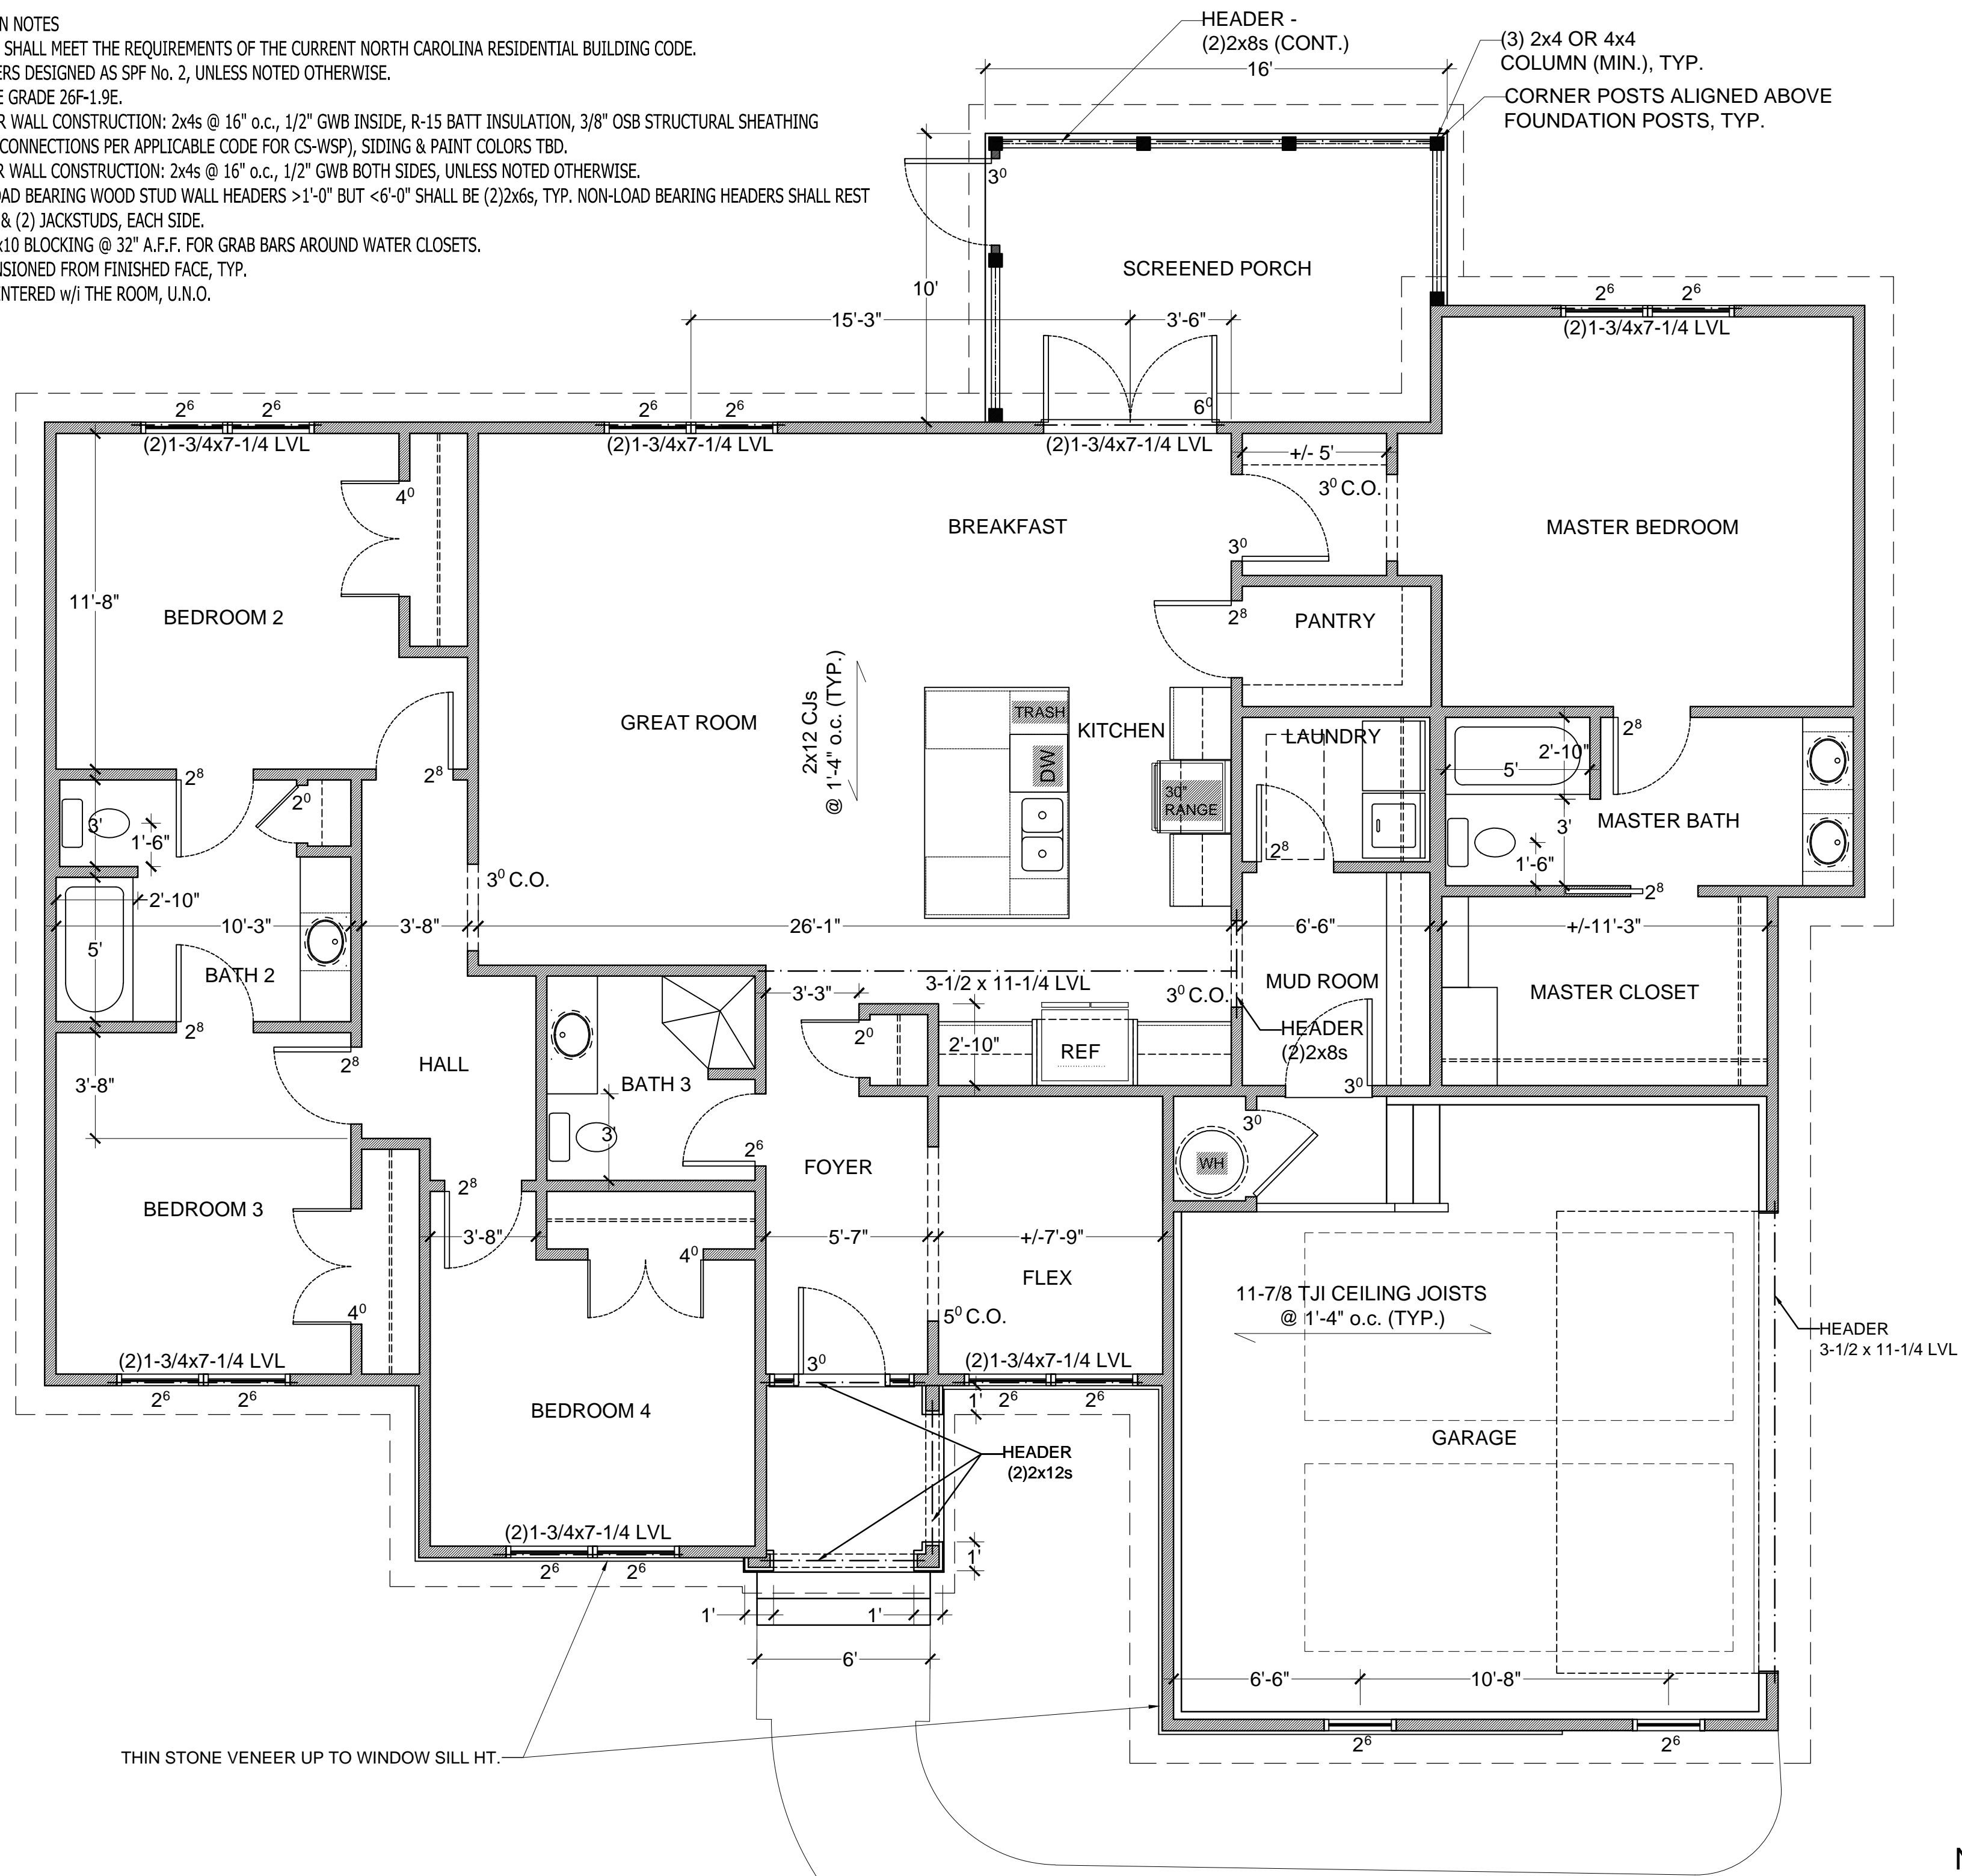 N NOTES
SHALL MEET THE REQUIREMENTS OF THE CURRENT NORTH CAROLINA RESIDENTIAL BUILDING CODE.
ERS DESIGNED AS SPF No. 2, UNLESS NOTED OTHERWISE.
E GRADE 26F-1.9E.
R WALL CONSTRUCTION: 2x4s @ 16" o.c., 1/2" GWB INSIDE, R-15 BATT INSULATION, 3/8" OSB STRUCTURAL SHEATHING
CONNECTIONS PER APPLICABLE CODE FOR CS-WSP), SIDING & PAINT COLORS TBD.
R WALL CONSTRUCTION: 2x4s @ 16" o.c., 1/2" GWB BOTH SIDES, UNLESS NOTED OTHERWISE.
OAD BEARING WOOD STUD WALL HEADERS >1'-0" BUT <6'-0" SHALL BE (2)2x6s, TYP. NON-LOAD BEARING HEADERS SHALL REST
& (2) JACKSTUDS, EACH SIDE.
x10 BLOCKING @ 32" A.F.F. FOR GRAB BARS AROUND WATER CLOSETS.
NSIONED FROM FINISHED FACE, TYP.
ENTERED w/i THE ROOM, U.N.O.
HEADER -
(2)2x8s (CONT.)
16'
(3) 2x4 OR 4x4
COLUMN (MIN.), TYP.
CORNER POSTS ALIGNED ABOVE
FOUNDATION POSTS, TYP.
3⁰
SCREENED PORCH
10'
15'-3"
3'-6"
6⁰
2⁶ 2⁶
(2)1-3/4x7-1/4 LVL
2⁶ 2⁶
(2)1-3/4x7-1/4 LVL
2⁶ 2⁶
(2)1-3/4x7-1/4 LVL
(2)1-3/4x7-1/4 LVL
+/- 5'
3⁰ C.O.
4⁰
BREAKFAST
3⁰
MASTER BEDROOM
11'-8"
BEDROOM 2
2⁸
PANTRY
2x12 CJs
@ 1'-4" o.c. (TYP.)
GREAT ROOM
TRASH
KITCHEN
DW
30"
RANGE
LAUNDRY
2⁸
2'-10"
5'
2⁸
2⁸
2⁸
2⁰
3'
1'-6"
MASTER BATH
3'
1'-6"
2⁸
3⁰ C.O.
2'-10"
10'-3"
3'-8"
26'-1"
6'-6"
+/-11'-3"
5'
BATH 2
3-1/2 x 11-1/4 LVL
3'-3"
3⁰ C.O.
MUD ROOM
MASTER CLOSET
HEADER
(2)2x8s
2⁸
2⁸
2⁰
2'-10"
REF
HALL
BATH 3
3'-8"
3⁰
3⁰
3'
2⁶
FOYER
WH
2⁸
BEDROOM 3
3'-8"
4⁰
5'-7"
+/-7'-9"
FLEX
4⁰
5⁰ C.O.
11-7/8 TJI CEILING JOISTS
@ 1'-4" o.c. (TYP.)
HEADER
3-1/2 x 11-1/4 LVL
(2)1-3/4x7-1/4 LVL
2⁶ 2⁶
3⁰
(2)1-3/4x7-1/4 LVL
1'
2⁶ 2⁶
BEDROOM 4
GARAGE
HEADER
(2)2x12s
(2)1-3/4x7-1/4 LVL
2⁶ 2⁶
1'
1'
1'
6'
6'-6"
10'-8"
2⁶
2⁶
THIN STONE VENEER UP TO WINDOW SILL HT.